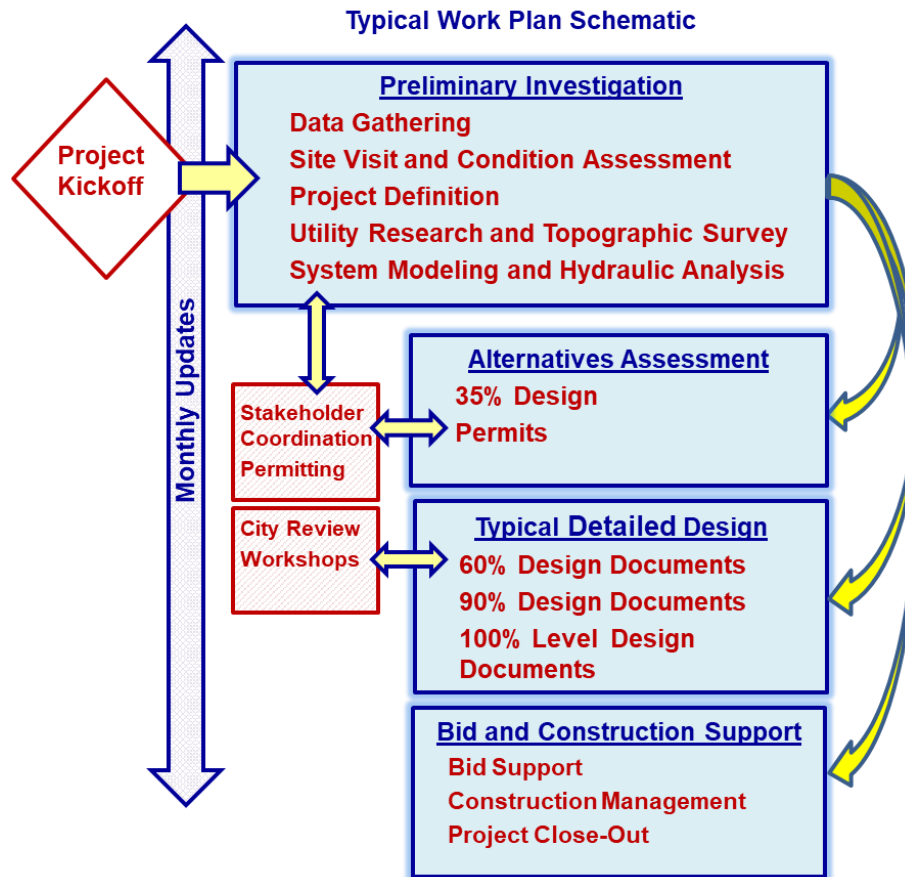 Typical Work Plan Schematic
Project
Kickoff
Monthly Updates
Preliminary Investigation
Data Gathering
Site Visit and Condition Assessment
Project Definition
Utility Research and Topographic Survey
System Modeling and Hydraulic Analysis
Stakeholder
Coordination
Permitting
Alternatives Assessment
35% Design
Permits
City Review
Workshops
Typical Detailed Design
60% Design Documents
90% Design Documents
100% Level Design
Documents
Bid and Construction Support
Bid Support
Construction Management
Project Close-Out